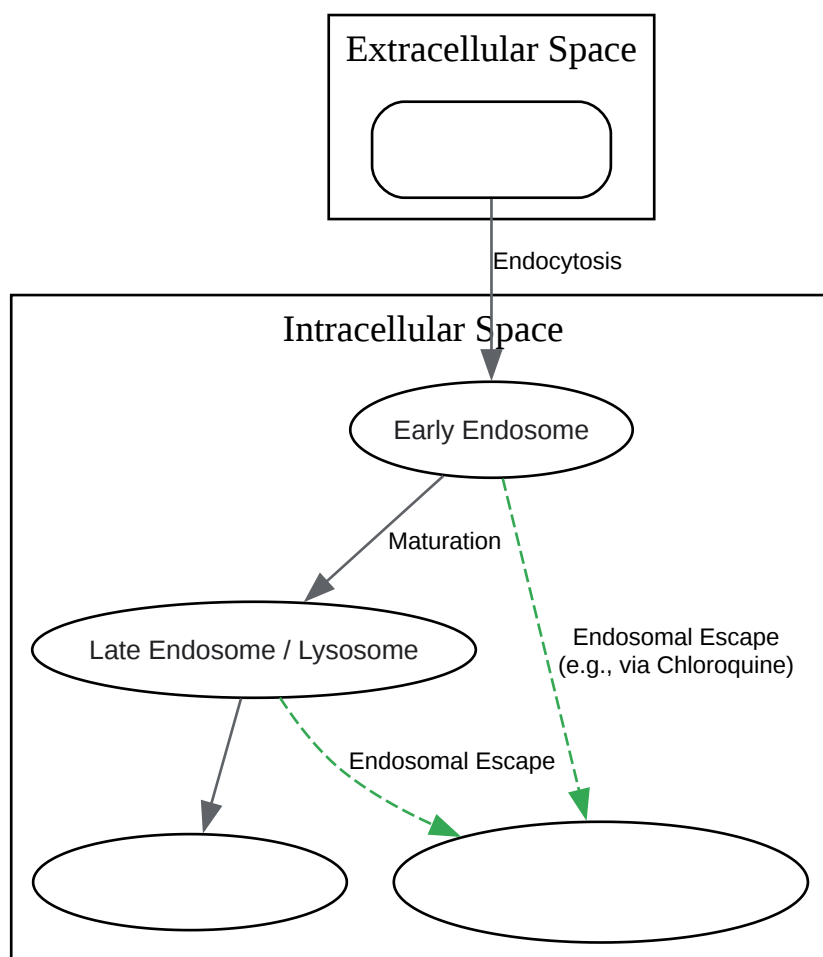 Extracellular Space
Endocytosis
Intracellular Space
Early Endosome
Maturation
Endosomal Escape
(e.g., via Chloroquine)
Late Endosome / Lysosome
Endosomal Escape